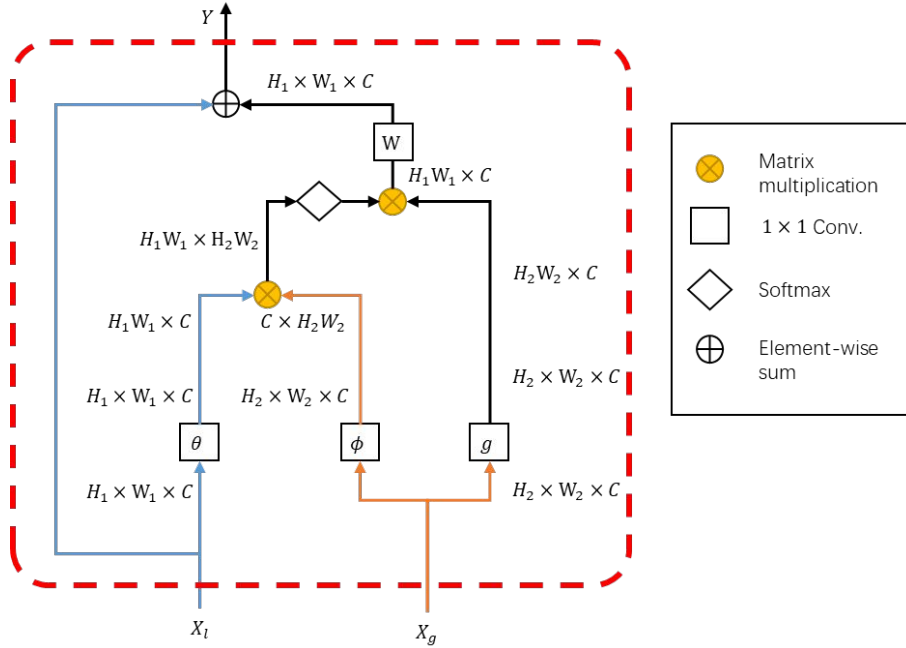 Y
H₁ × W₁ × C
W
H₁W₁ × C
H₁W₁ × H₂W₂
H₂W₂ × C
H₁W₁ × C
C × H₂W₂
H₁ × W₁ × C
H₂ × W₂ × C
H₂ × W₂ × C
θ
ϕ
g
H₁ × W₁ × C
H₂ × W₂ × C
Xₗ
X_g
Matrix
multiplication
1 × 1 Conv.
Softmax
Element-wise
sum